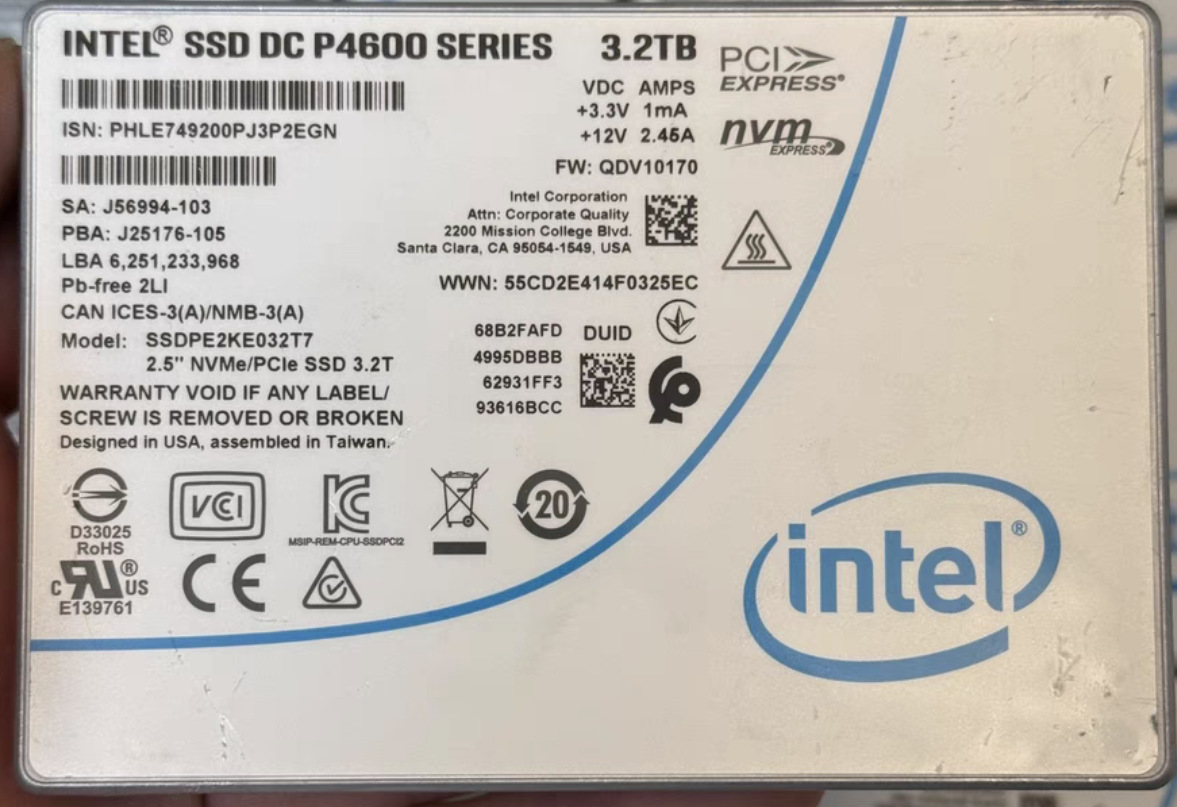 INTEL® SSD DC P4600 SERIES 3.2TB
PCI EXPRESS®
VDC AMPS
+3.3V 1mA
+12V 2.45A
nvm EXPRESS
ISN: PHLE749200PJ3P2EGN
FW: QDV10170
Intel Corporation
Attn: Corporate Quality
2200 Mission College Blvd.
Santa Clara, CA 95054-1549, USA
SA: J56994-103
PBA: J25176-105
LBA 6,251,233,968
Pb-free 2LI
CAN ICES-3(A)/NMB-3(A)
Model: SSDPE2KE032T7
2.5" NVMe/PCIe SSD 3.2T
WWN: 55CD2E414F0325EC
68B2FAFD DUID
4995DBBB
62931FF3
93616BCC
WARRANTY VOID IF ANY LABEL/
SCREW IS REMOVED OR BROKEN
Designed in USA, assembled in Taiwan.
D33025
RoHS
VCI
MSIP-REM-CPU-SSDPCI2
20
c RU® US
E139761
CE
intel®